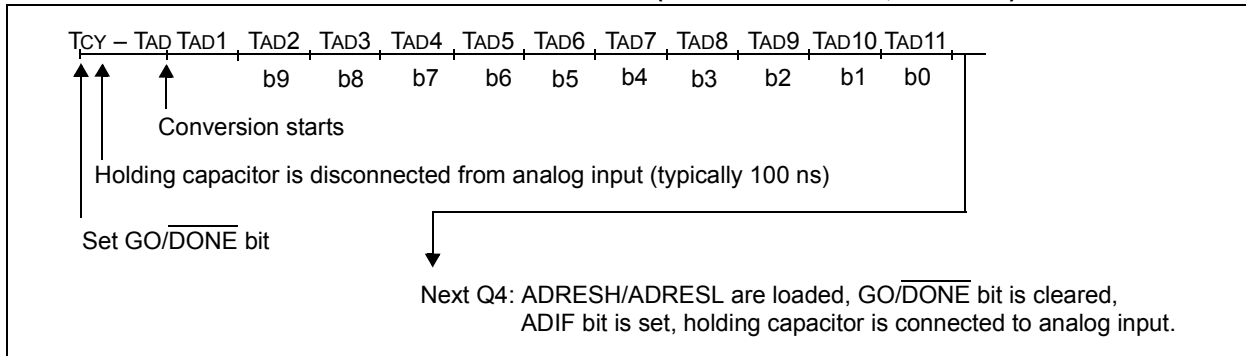 TCY – TAD TAD1 TAD2 TAD3 TAD4 TAD5 TAD6 TAD7 TAD8 TAD9 TAD10 TAD11
b9 b8 b7 b6 b5 b4 b3 b2 b1 b0
Conversion starts
Holding capacitor is disconnected from analog input (typically 100 ns)
Set GO/DONE bit
Next Q4: ADRESH/ADRESL are loaded, GO/DONE bit is cleared,
ADIF bit is set, holding capacitor is connected to analog input.